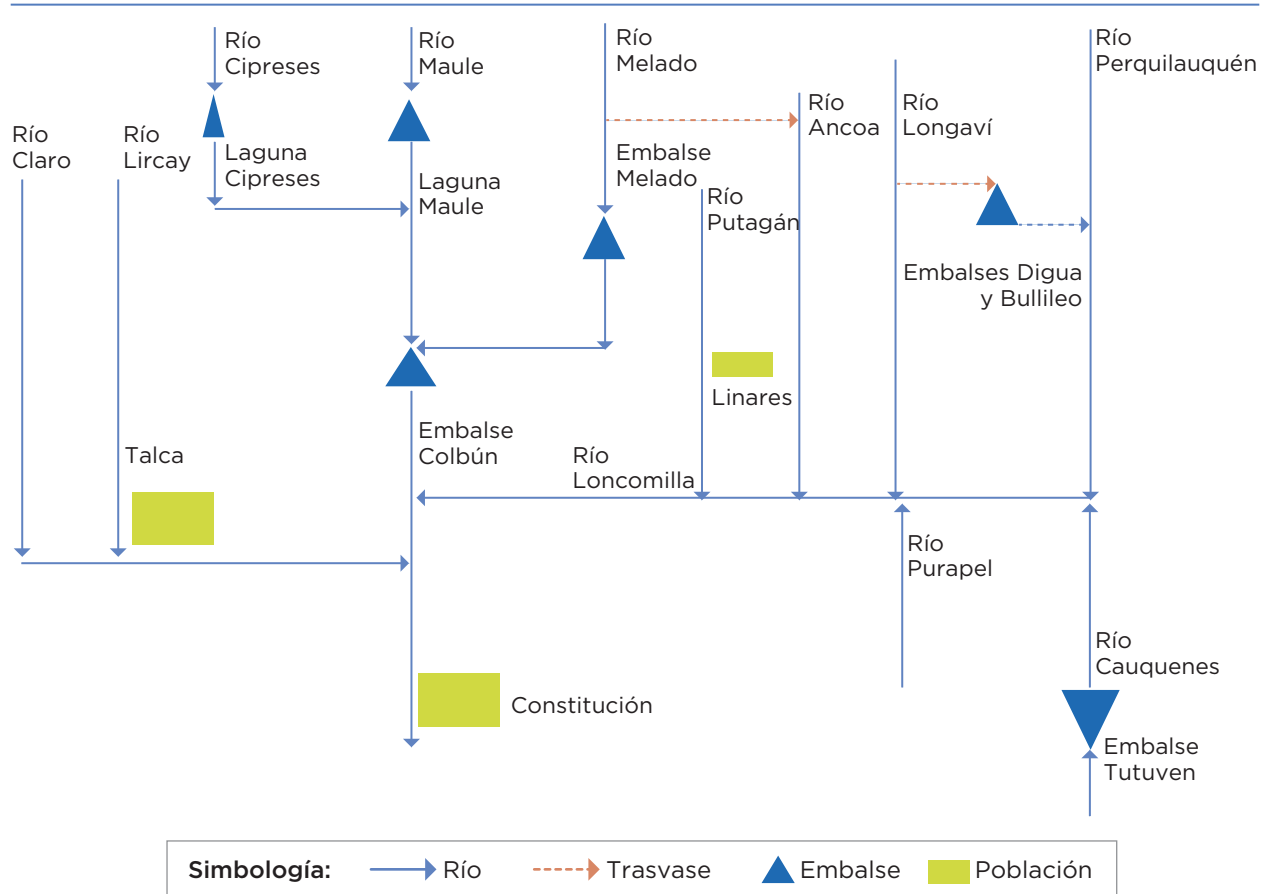 Río
Cipreses
Río
Maule
Río
Melado
Río
Perquilauquén
Río
Claro
Río
Lircay
Laguna
Cipreses
Laguna
Maule
Embalse
Melado
Río
Ancoa
Río
Longaví
Río
Putagán
Embalses Digua
y Bullileo
Linares
Talca
Embalse
Colbún
Río
Loncomilla
Río
Purapel
Río
Cauquenes
Constitución
Embalse
Tutuven
Simbología: Río Trasvase Embalse Población